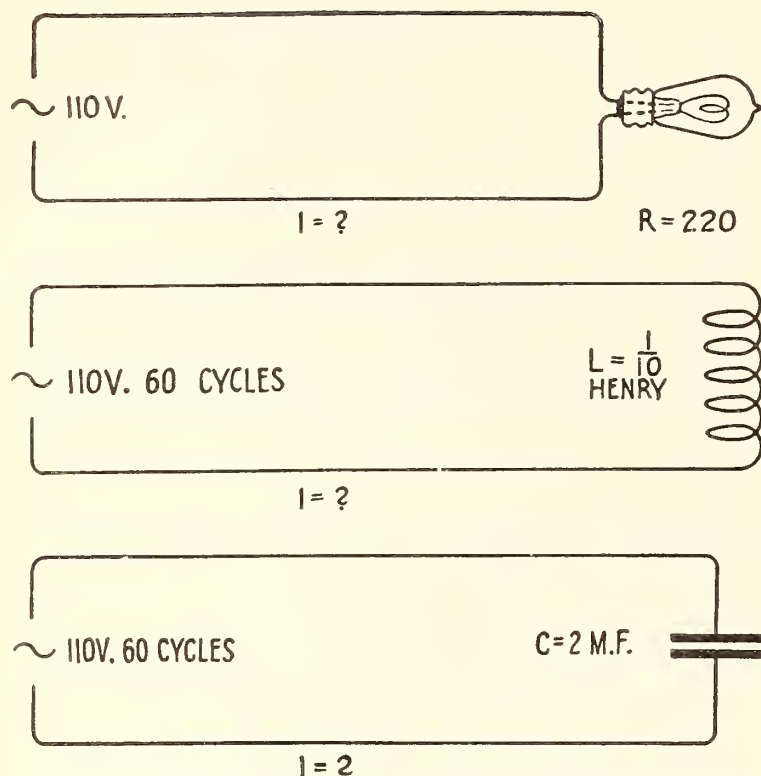 ~ 110 V.
I = ?
R = 220
~ 110V. 60 CYCLES
L = 1/10
HENRY
I = ?
~ 110V. 60 CYCLES
C=2 M.F.
I = 2